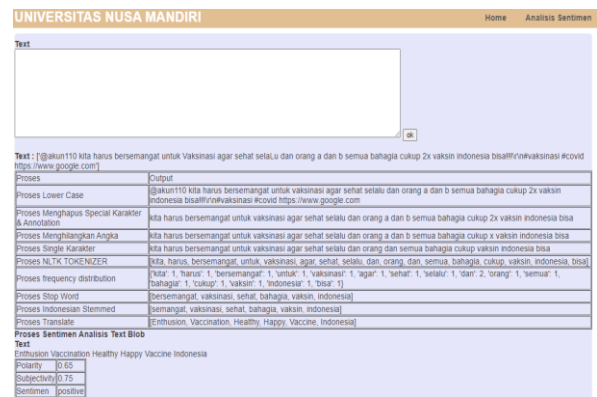 UNIVERSITAS NUSA MANDIRI
Home Analisis Sentimen
Text
ok
Text : ['@akun110 kita harus bersemangat untuk Vaksinasi agar sehat selaLu dan orang a dan b semua bahagia cukup 2x vaksin indonesia bisa!!!!\r\n#vaksinasi #covid
https://www.google.com']
Proses Output
Proses Lower Case @akun110 kita harus bersemangat untuk vaksinasi agar sehat selalu dan orang a dan b semua bahagia cukup 2x vaksin
indonesia bisa!!!!\r\n#vaksinasi #covid https://www.google.com
Proses Menghapus Special Karakter
& Annotation kita harus bersemangat untuk vaksinasi agar sehat selalu dan orang a dan b semua bahagia cukup 2x vaksin indonesia bisa
Proses Menghilangkan Angka kita harus bersemangat untuk vaksinasi agar sehat selalu dan orang a dan b semua bahagia cukup x vaksin indonesia bisa
Proses Single Karakter kita harus bersemangat untuk vaksinasi agar sehat selalu dan orang dan semua bahagia cukup vaksin indonesia bisa
Proses NLTK TOKENIZER [kita, harus, bersemangat, untuk, vaksinasi, agar, sehat, selalu, dan, orang, dan, semua, bahagia, cukup, vaksin, indonesia, bisa]
Proses frequency distribution {'kita': 1, 'harus': 1, 'bersemangat': 1, 'untuk': 1, 'vaksinasi': 1, 'agar': 1, 'sehat': 1, 'selalu': 1, 'dan': 2, 'orang': 1, 'semua': 1,
'bahagia': 1, 'cukup': 1, 'vaksin': 1, 'indonesia': 1, 'bisa': 1}
Proses Stop Word [bersemangat, vaksinasi, sehat, bahagia, vaksin, indonesia]
Proses Indonesian Stemmed [semangat, vaksinasi, sehat, bahagia, vaksin, indonesia]
Proses Translate [Enthusion, Vaccination, Healthy, Happy, Vaccine, Indonesia]
Proses Sentimen Analisis Text Blob
Text
Enthusion Vaccination Healthy Happy Vaccine Indonesia
Polarity 0.65
Subjectivity 0.75
Sentimen positive